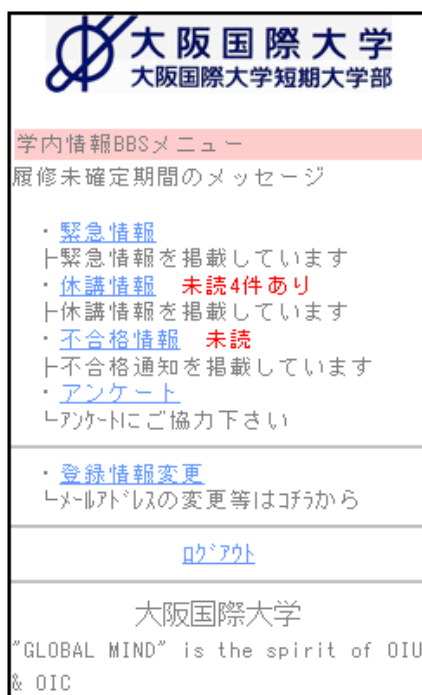 大阪国際大学
大阪国際大学短期大学部
学内情報BBSメニュー
履修未確定期間のメッセージ
・緊急情報
├緊急情報を掲載しています
・休講情報 未読4件あり
├休講情報を掲載しています
・不合格情報 未読
├不合格通知を掲載しています
・アンケート
└ｱﾝｹｰﾄにご協力下さい
・登録情報変更
└ﾒｰﾙｱﾄﾞﾚｽの変更等はｺﾁﾗから
ﾛｸﾞｱｳﾄ
大阪国際大学
"GLOBAL MIND" is the spirit of OIU
& OIC